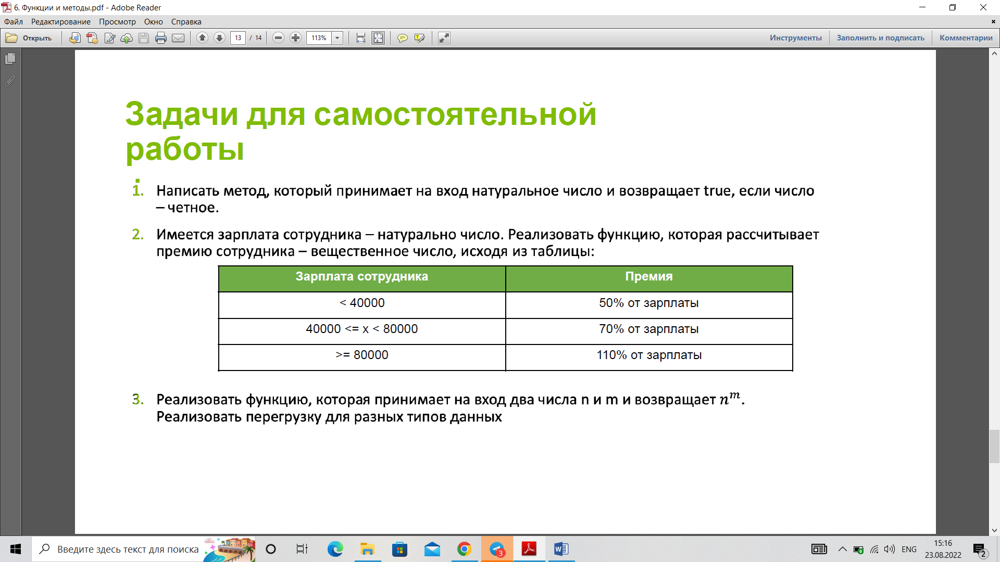 6. Функции и методы.pdf - Adobe Reader
Файл Редактирование Просмотр Окно Справка
Открыть 13 / 14 113% Инструменты Заполнить и подписать Комментарии
Задачи для самостоятельной
работы
1. Написать метод, который принимает на вход натуральное число и возвращает true, если число
– четное.
2. Имеется зарплата сотрудника – натурально число. Реализовать функцию, которая рассчитывает
премию сотрудника – вещественное число, исходя из таблицы:
Зарплата сотрудника Премия
< 40000 50% от зарплаты
40000 <= x < 80000 70% от зарплаты
>= 80000 110% от зарплаты
3. Реализовать функцию, которая принимает на вход два числа n и m и возвращает nᵐ.
Реализовать перегрузку для разных типов данных
Введите здесь текст для поиска 3 ENG 15:16
23.08.2022 2